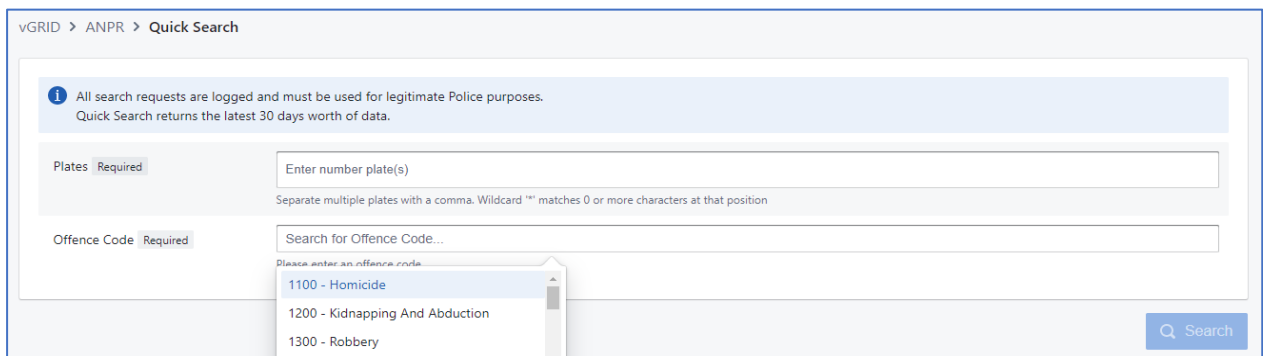 vGRID > ANPR > Quick Search
All search requests are logged and must be used for legitimate Police purposes.
Quick Search returns the latest 30 days worth of data.
Plates Required
Enter number plate(s)
Separate multiple plates with a comma. Wildcard '*' matches 0 or more characters at that position
Offence Code Required
Search for Offence Code...
Please enter an offence code
1100 - Homicide
1200 - Kidnapping And Abduction
1300 - Robbery
Search